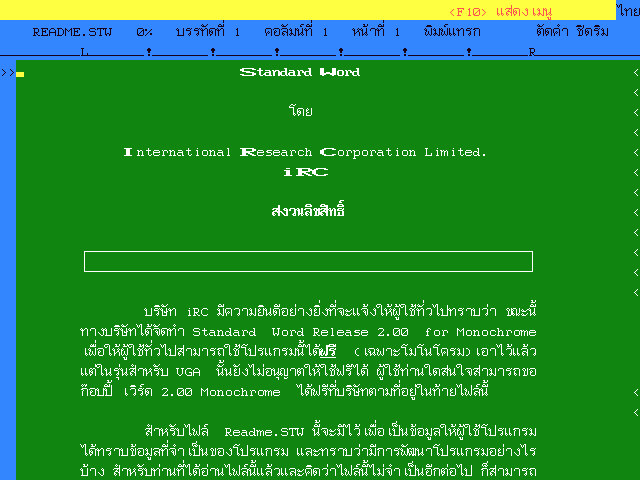 <F10> แสดงเมนู ไทย
README.STW 0% บรรทัดที่ 1 คอลัมน์ที่ 1 หน้าที่ 1 พิมพ์แทรก ตัดคำ ชิดริม
L R
>>
Standard Word
โดย
International Research Corporation Limited.
iRC
สงวนลิขสิทธิ์
บริษัท iRC มีความยินดีอย่างยิ่งที่จะแจ้งให้ผู้ใช้ทั่วไปทราบว่า ขณะนี้
ทางบริษัทได้จัดทำ Standard Word Release 2.00 for Monochrome
เพื่อให้ผู้ใช้ทั่วไปสามารถใช้โปรแกรมนี้ได้ฟรี (เฉพาะโมโนโครม) เอาไว้แล้ว
แต่ในรุ่นสำหรับ VGA นั้นยังไม่อนุญาตให้ใช้ฟรีได้ ผู้ใช้ท่านใดสนใจสามารถขอ
ก๊อบปี้ เวิร์ด 2.00 Monochrome ได้ฟรีที่บริษัทตามที่อยู่ในท้ายไฟล์นี้
สำหรับไฟล์ Readme.STW นี้จะมีไว้เพื่อเป็นข้อมูลให้ผู้ใช้โปรแกรม
ได้ทราบข้อมูลที่จำเป็นของโปรแกรม และทราบว่ามีการพัฒนาโปรแกรมอย่างไร
บ้าง สำหรับท่านที่ได้อ่านไฟล์นี้แล้วและคิดว่าไฟล์นี้ไม่จำเป็นอีกต่อไป ก็สามารถ